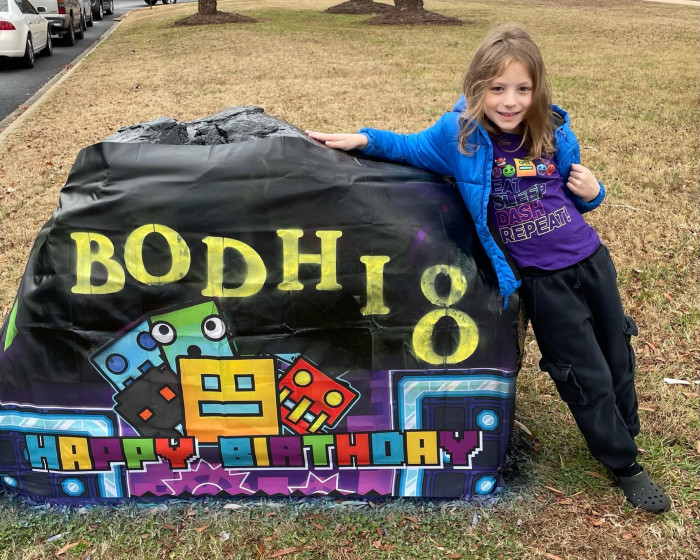 BODHI 8
HAPPY BIRTHDAY
EAT
SLEEP
DASH
REPEAT!